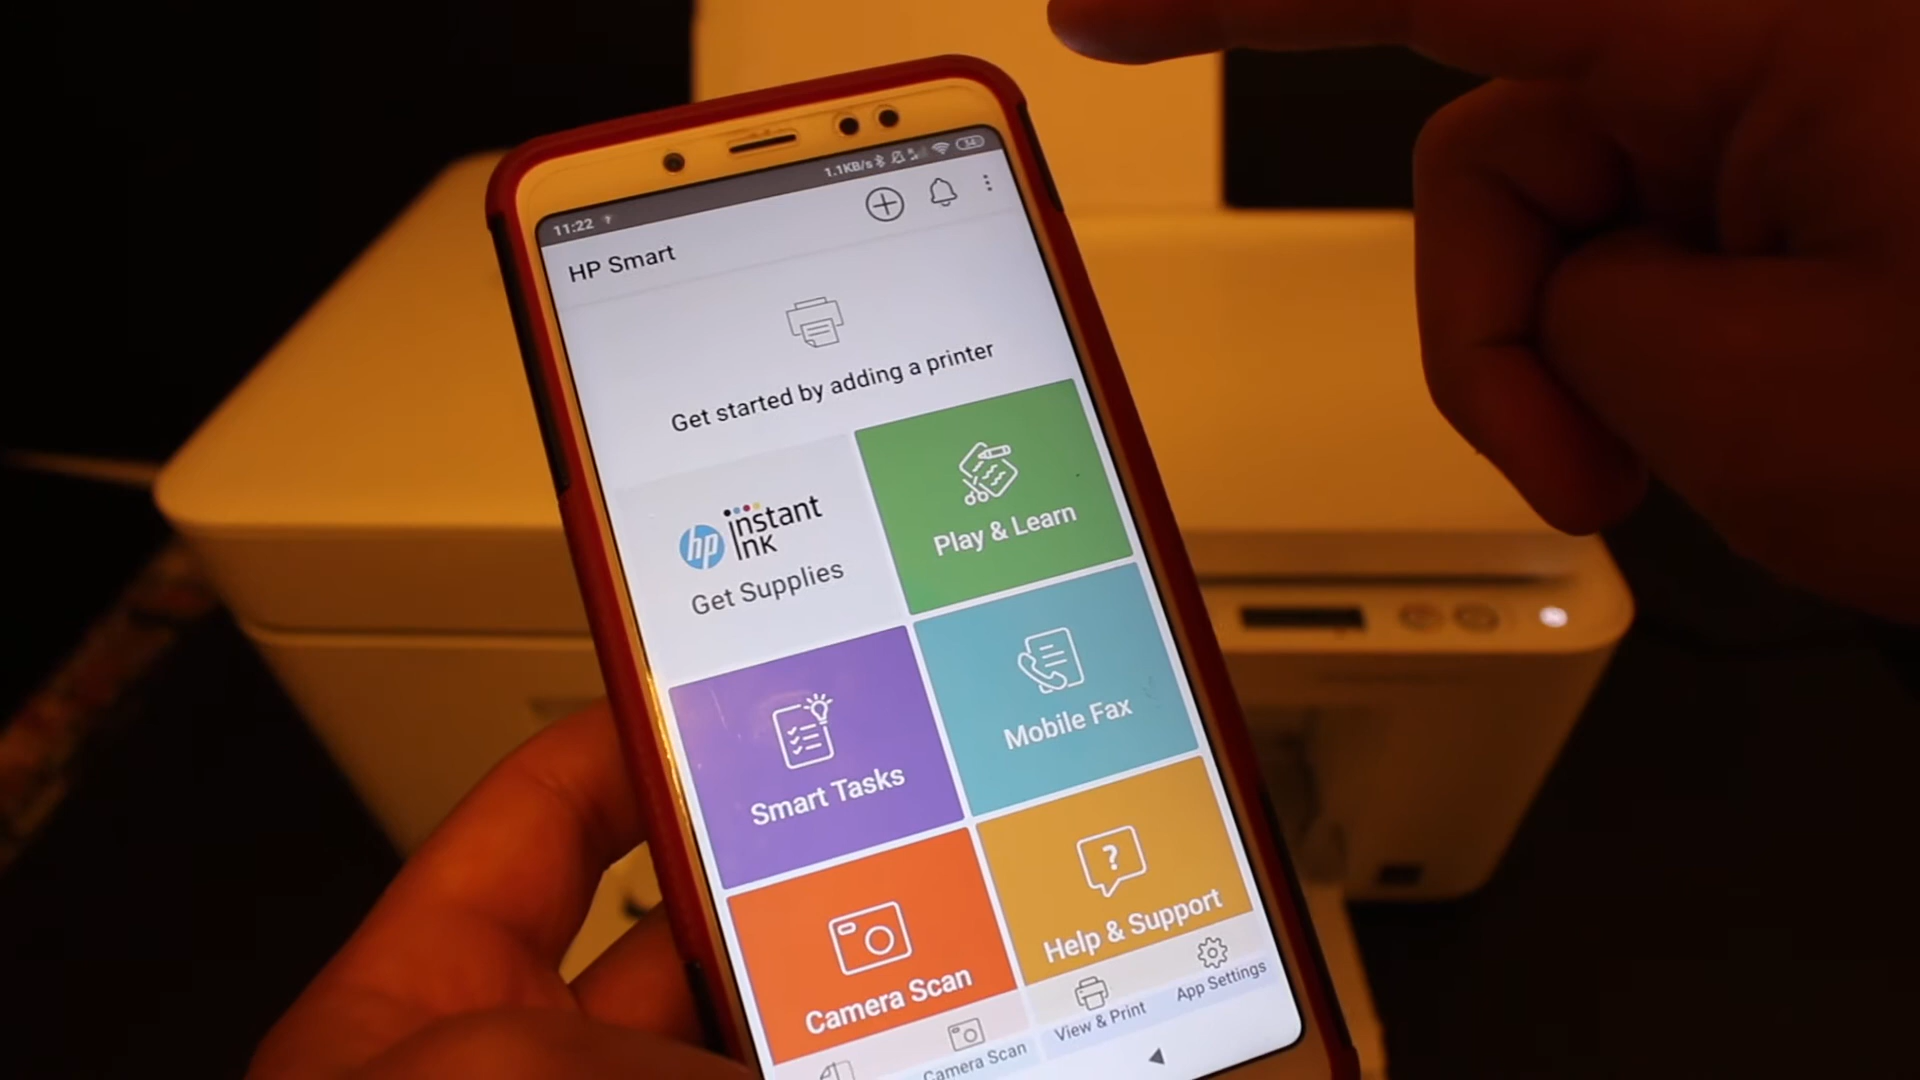 11:22
1.1KB/s
34
HP Smart
Get started by adding a printer
hp instant
ink
Get Supplies
Play & Learn
Smart Tasks
Mobile Fax
Camera Scan
?
Help & Support
Camera Scan
View & Print
App Settings